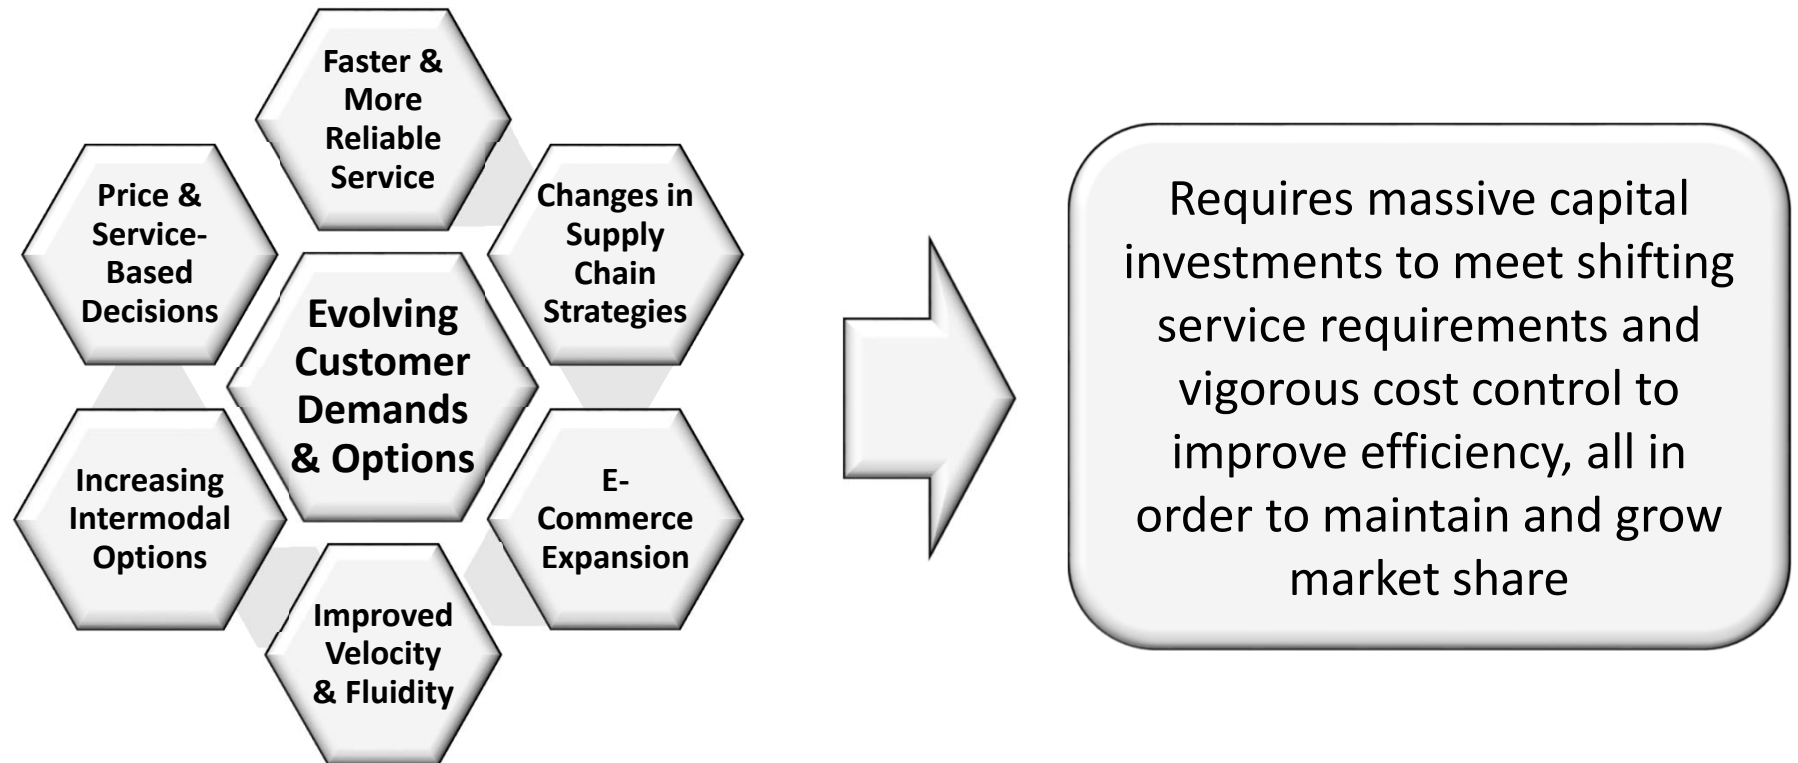 Faster &
More
Reliable
Service
Changes in
Supply
Chain
Strategies
E-
Commerce
Expansion
Improved
Velocity
& Fluidity
Increasing
Intermodal
Options
Price &
Service-
Based
Decisions
Evolving
Customer
Demands
& Options
Requires massive capital
investments to meet shifting
service requirements and
vigorous cost control to
improve efficiency, all in
order to maintain and grow
market share